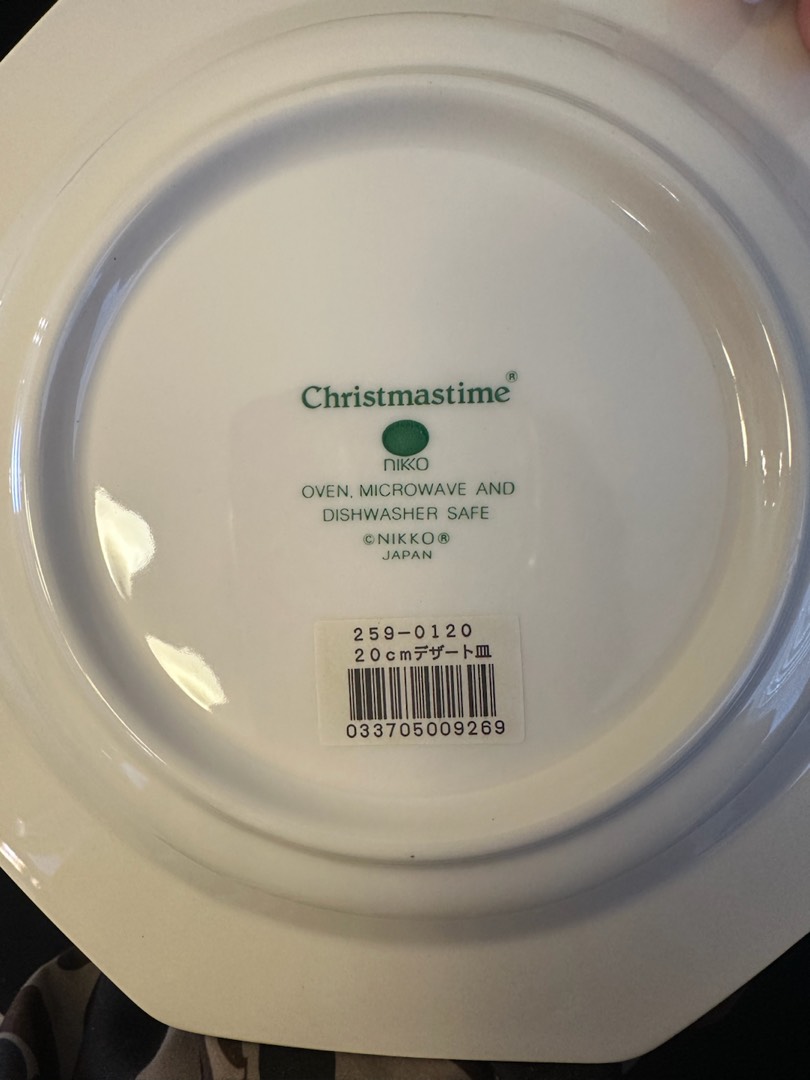 Christmastime®
NIKKO
OVEN, MICROWAVE AND
DISHWASHER SAFE
©NIKKO®
JAPAN
259-0120
20cmデザート皿
033705009269